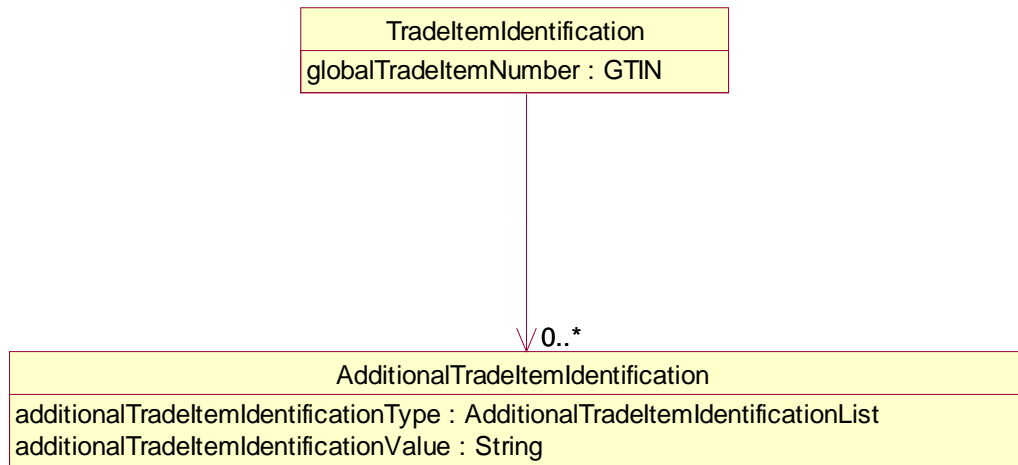 TradeItemIdentification
globalTradeItemNumber : GTIN
0..*
AdditionalTradeItemIdentification
additionalTradeItemIdentificationType : AdditionalTradeItemIdentificationList
additionalTradeItemIdentificationValue : String